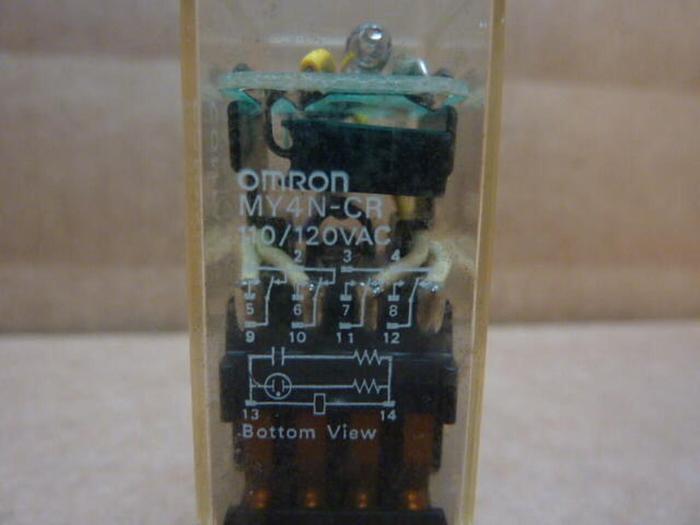 OMRON
MY4N-CR
110/120VAC
2 3 4
5 6 7 8
9 10 11 12
13 14
Bottom View